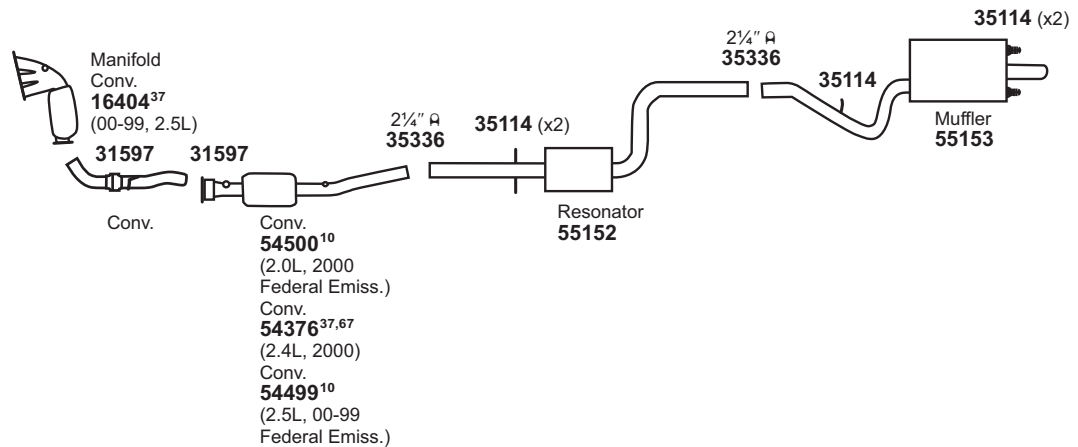 Manifold
Conv.
16404³⁷
(00-99, 2.5L)
31597
Conv.
31597
Conv.
54500¹⁰
(2.0L, 2000
Federal Emiss.)
Conv.
54376³⁷,⁶⁷
(2.4L, 2000)
Conv.
54499¹⁰
(2.5L, 00-99
Federal Emiss.)
2¼"
35336
35114 (x2)
Resonator
55152
2¼"
35336
35114
35114 (x2)
Muffler
55153